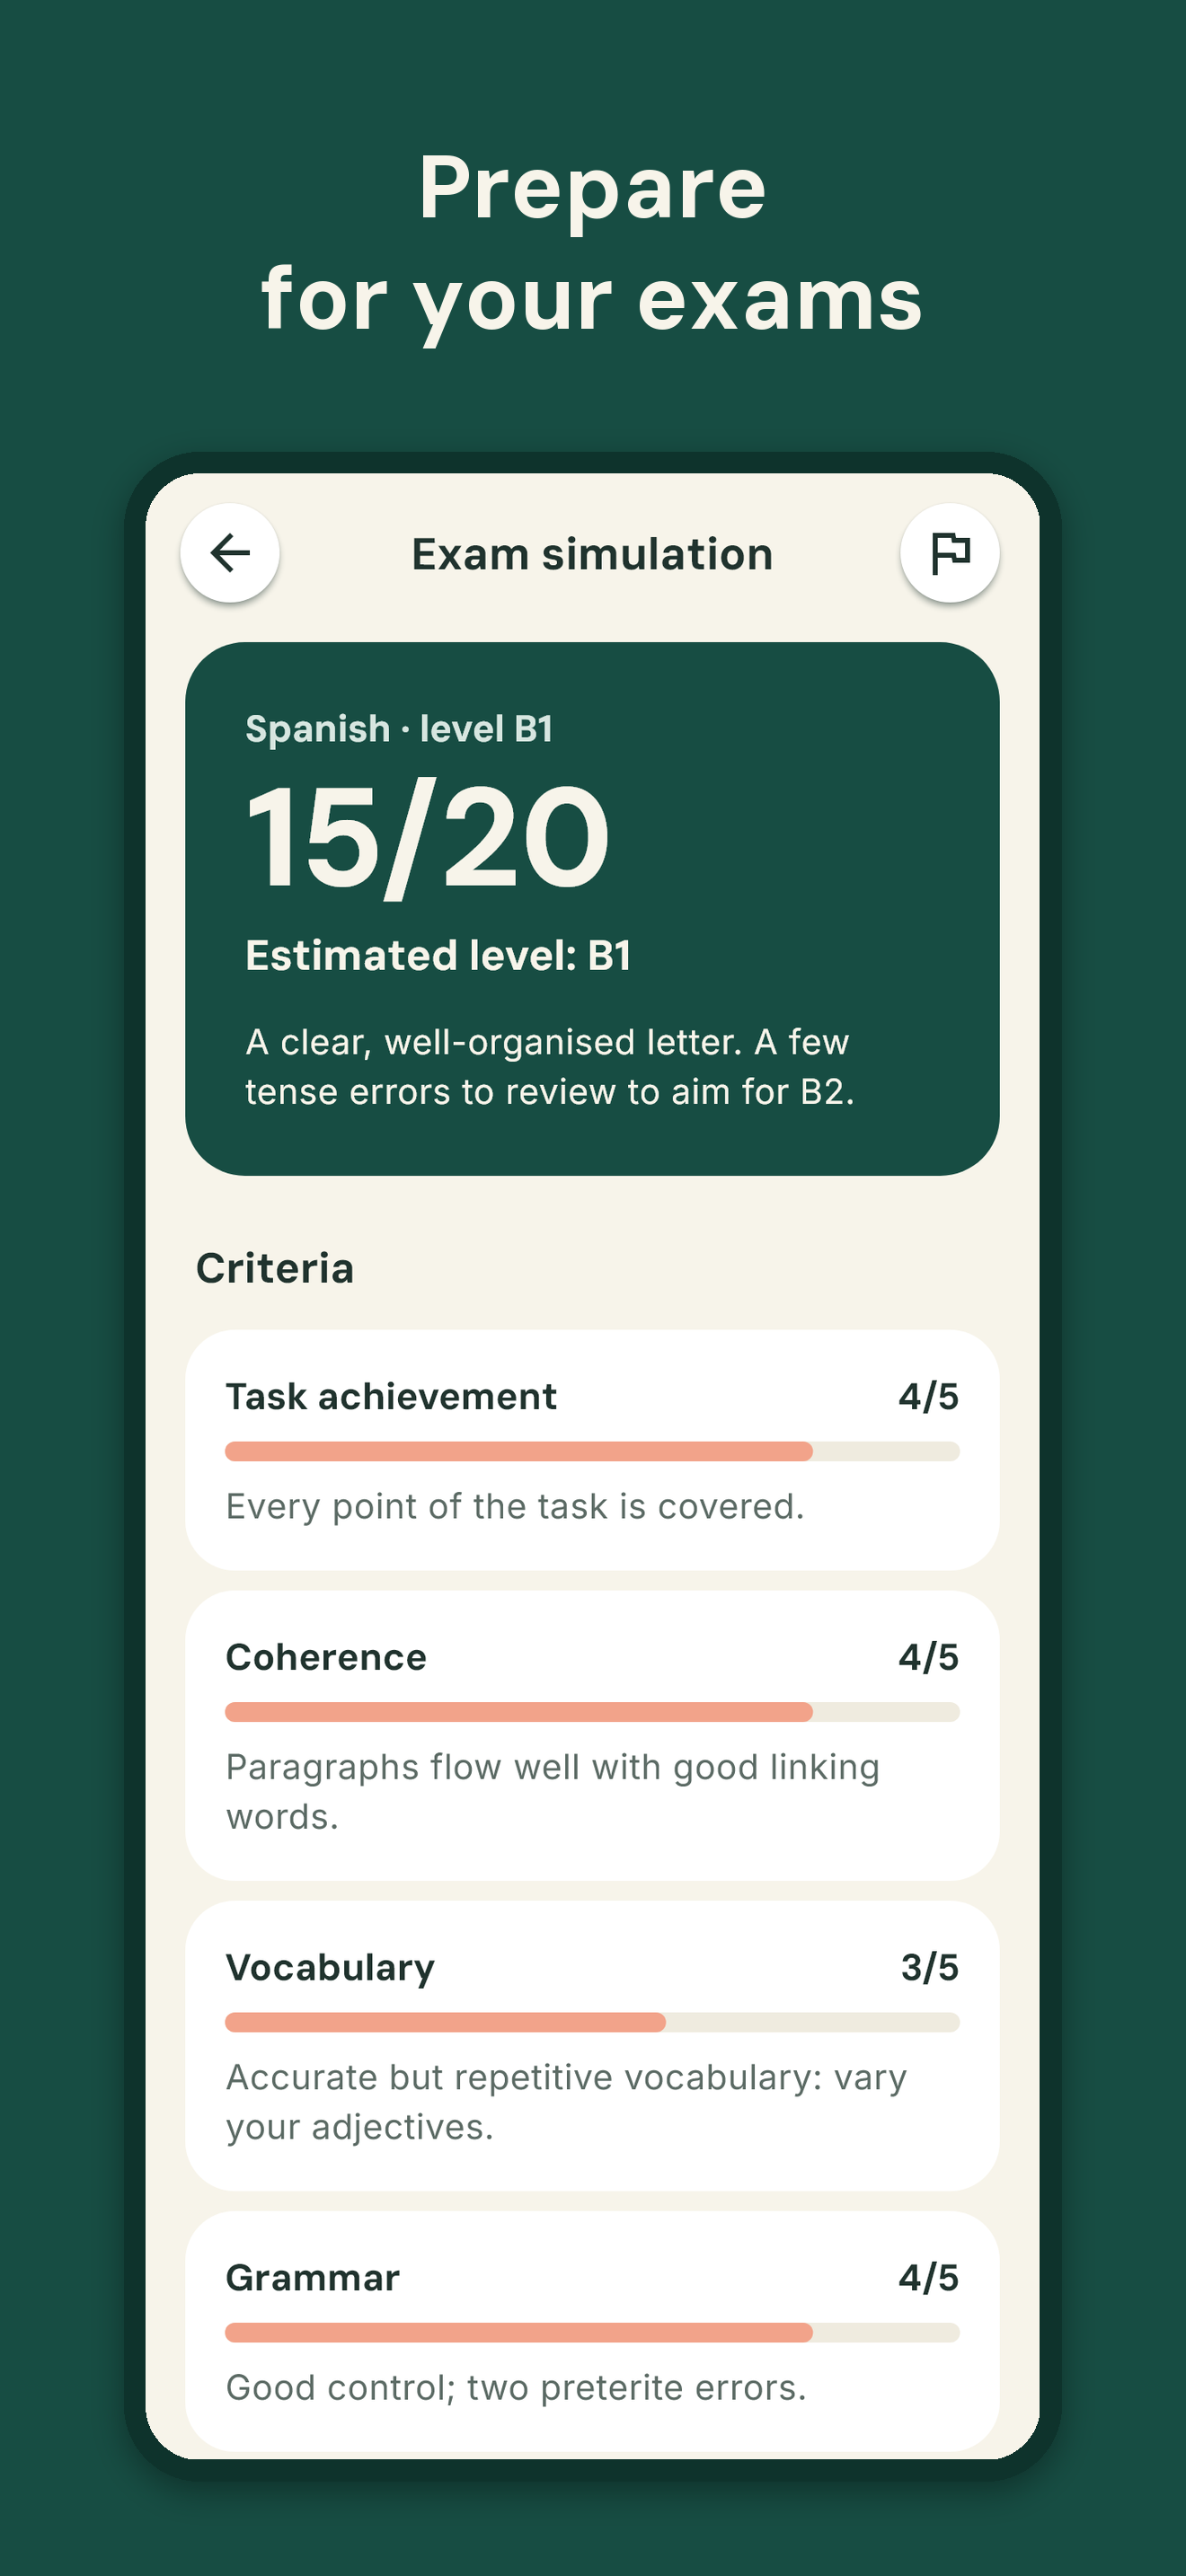 Prepare
for your exams
Exam simulation
Spanish · level B1
15/20
Estimated level: B1
A clear, well-organised letter. A few
tense errors to review to aim for B2.
Criteria
Task achievement 4/5
Every point of the task is covered.
Coherence 4/5
Paragraphs flow well with good linking
words.
Vocabulary 3/5
Accurate but repetitive vocabulary: vary
your adjectives.
Grammar 4/5
Good control; two preterite errors.